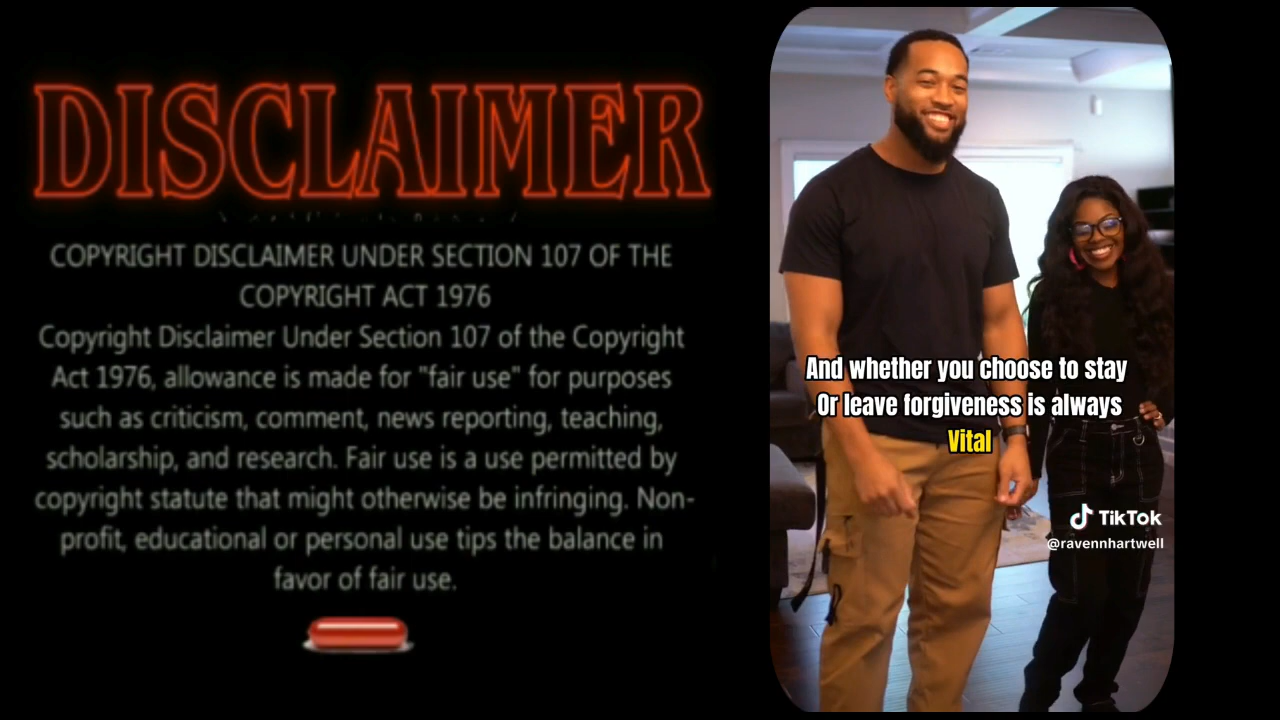 DISCLAIMER
COPYRIGHT DISCLAIMER UNDER SECTION 107 OF THE
COPYRIGHT ACT 1976
Copyright Disclaimer Under Section 107 of the Copyright
Act 1976, allowance is made for "fair use" for purposes
such as criticism, comment, news reporting, teaching,
scholarship, and research. Fair use is a use permitted by
copyright statute that might otherwise be infringing. Non-
profit, educational or personal use tips the balance in
favor of fair use.
And whether you choose to stay
Or leave forgiveness is always
Vital
TikTok
@ravennhartwell